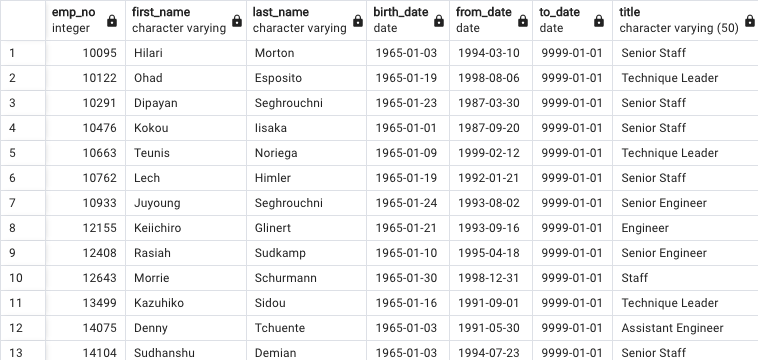 emp_no first_name last_name birth_date from_date to_date title
integer character varying character varying date date date character varying (50)
1 10095 Hilari Morton 1965-01-03 1994-03-10 9999-01-01 Senior Staff
2 10122 Ohad Esposito 1965-01-19 1998-08-06 9999-01-01 Technique Leader
3 10291 Dipayan Seghrouchni 1965-01-23 1987-03-30 9999-01-01 Senior Staff
4 10476 Kokou Iisaka 1965-01-01 1987-09-20 9999-01-01 Senior Staff
5 10663 Teunis Noriega 1965-01-09 1999-02-12 9999-01-01 Technique Leader
6 10762 Lech Himler 1965-01-19 1992-01-21 9999-01-01 Senior Staff
7 10933 Juyoung Seghrouchni 1965-01-24 1993-08-02 9999-01-01 Senior Engineer
8 12155 Keiichiro Glinert 1965-01-21 1993-09-16 9999-01-01 Engineer
9 12408 Rasiah Sudkamp 1965-01-10 1995-04-18 9999-01-01 Senior Engineer
10 12643 Morrie Schurmann 1965-01-30 1998-12-31 9999-01-01 Staff
11 13499 Kazuhiko Sidou 1965-01-16 1991-09-01 9999-01-01 Technique Leader
12 14075 Denny Tchuente 1965-01-03 1991-05-30 9999-01-01 Assistant Engineer
13 14104 Sudhanshu Demian 1965-01-03 1994-07-23 9999-01-01 Senior Staff